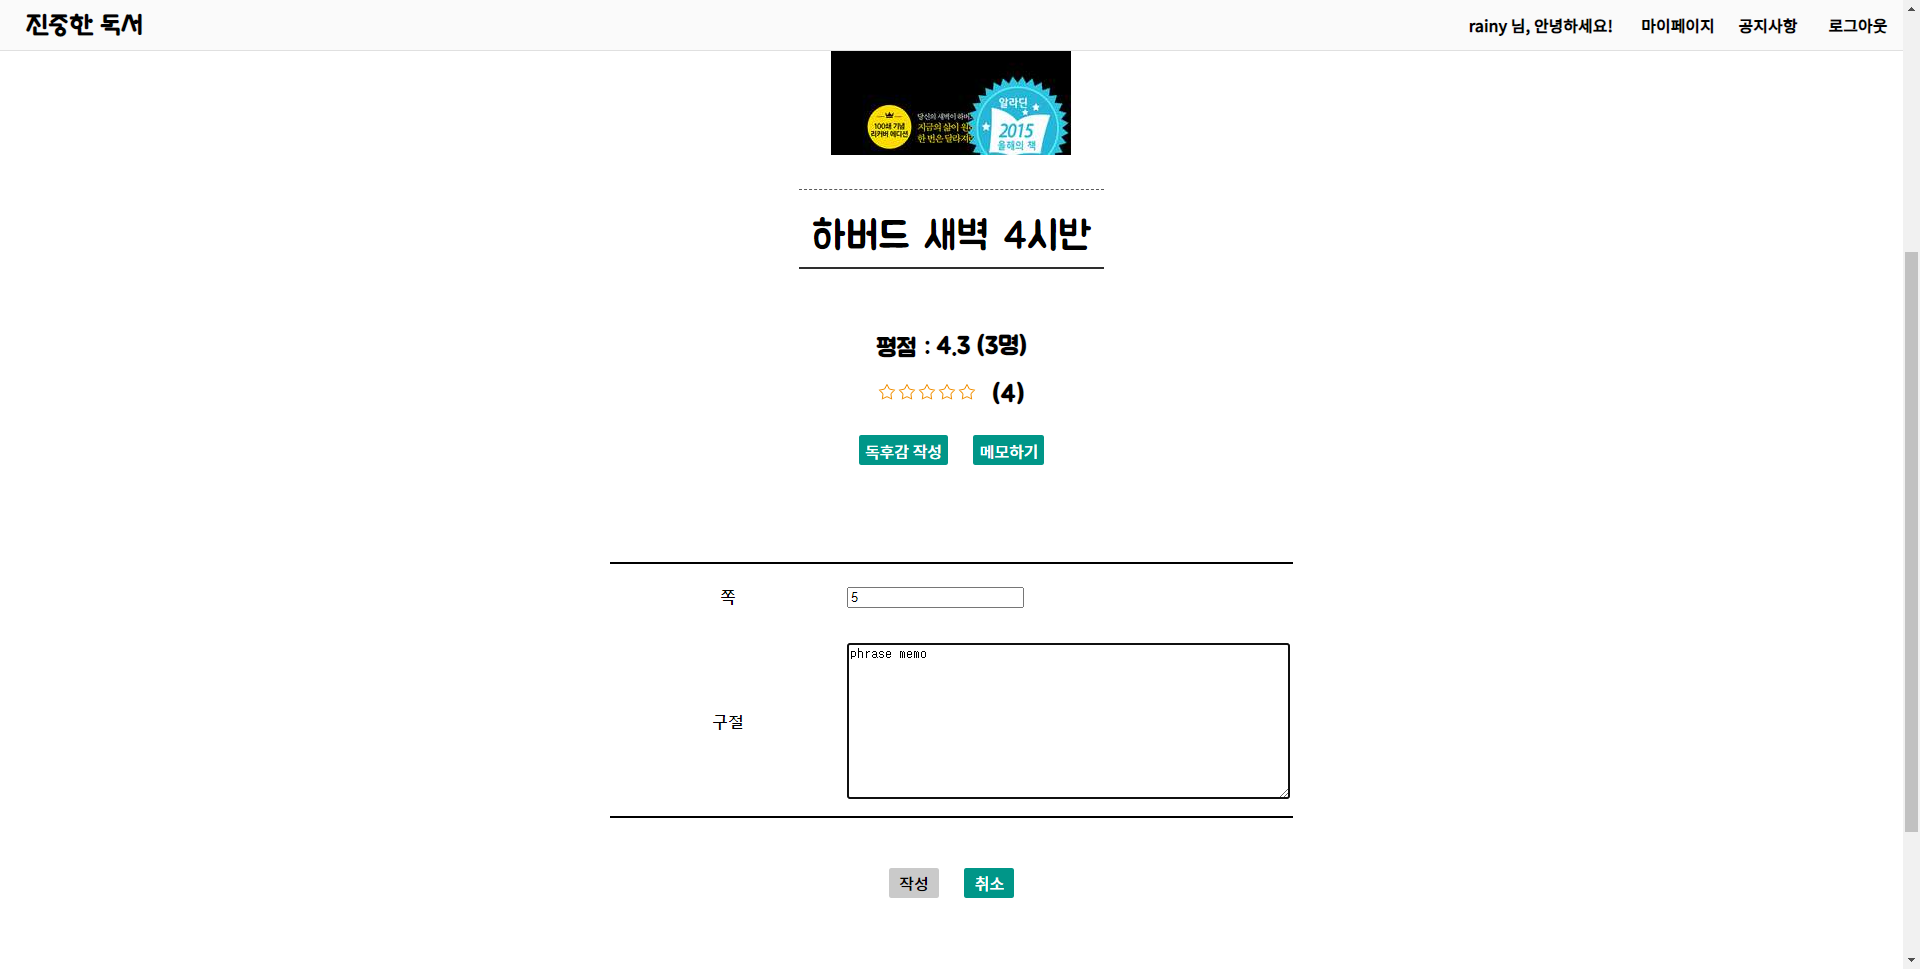 진중한 독서
rainy 님, 안녕하세요! 마이페이지 공지사항 로그아웃
100쇄 기념
리커버 에디션
당신의 새벽이 하버
지금의 삶이
한 번은 달라져
알라딘
2015
올해의 책
하버드 새벽 4시반
평점 : 4.3 (3명)
(4)
독후감 작성 메모하기
쪽 5
phrase memo
구절
작성 취소